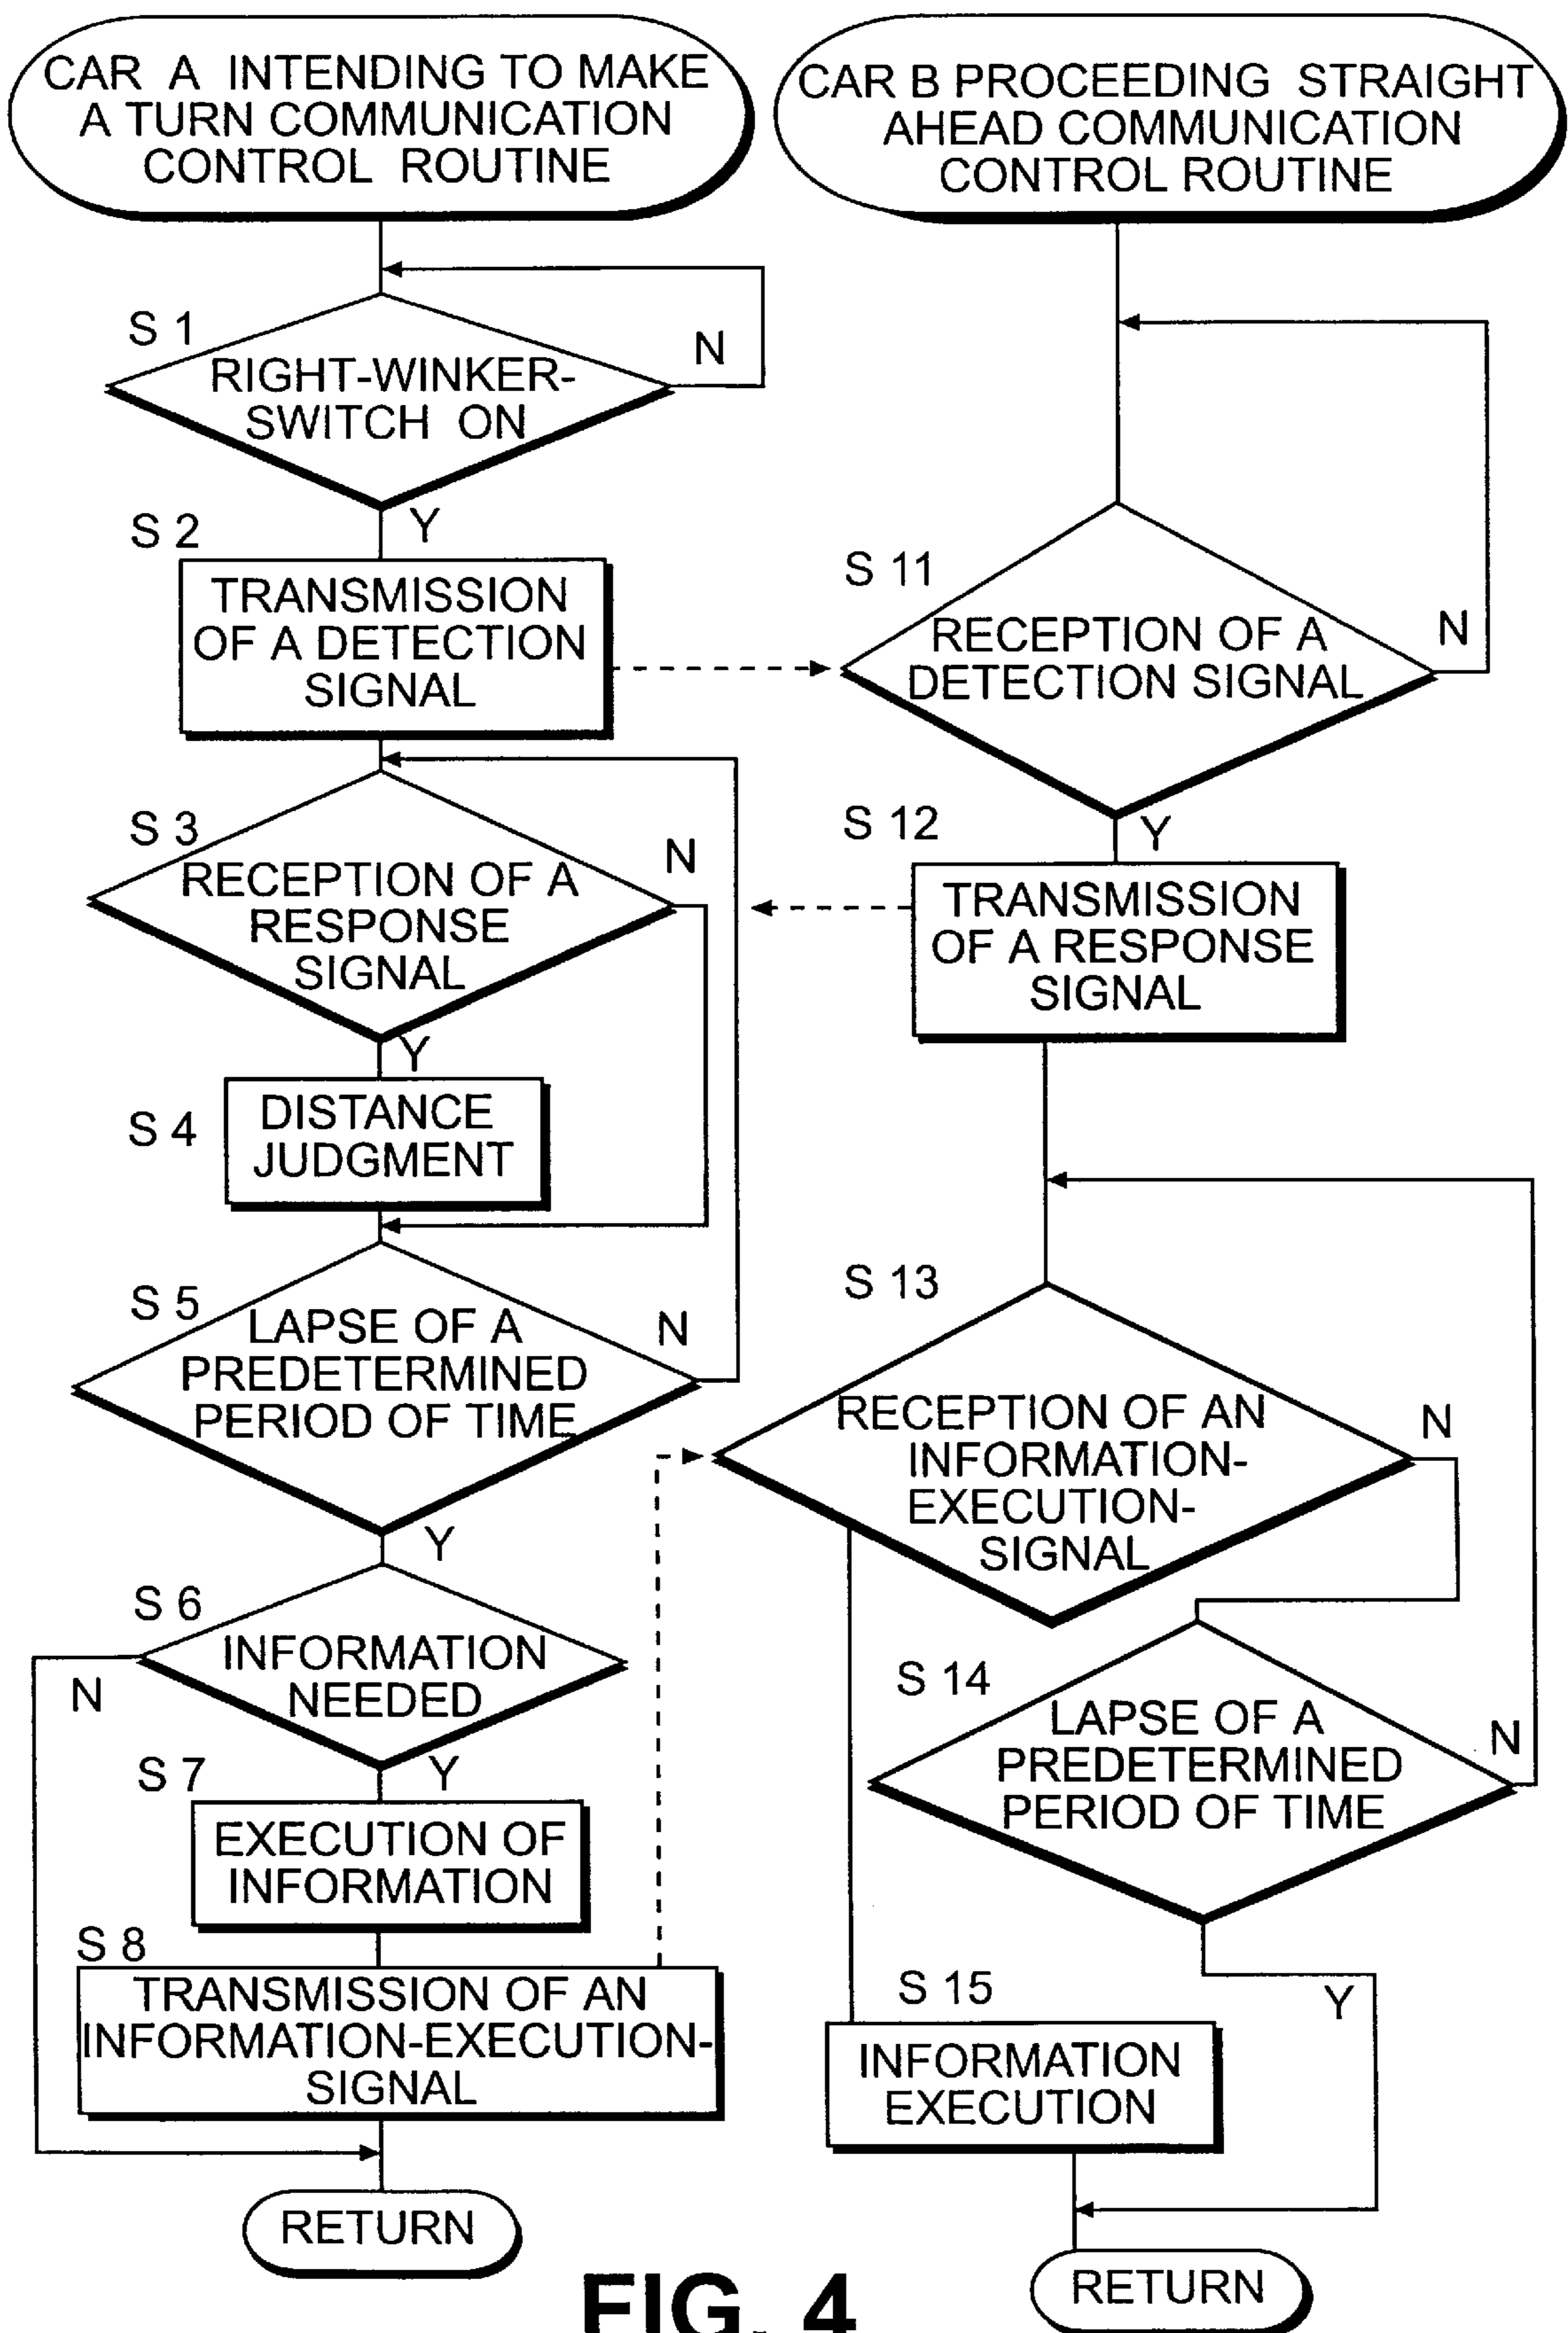 CAR A INTENDING TO MAKE
A TURN COMMUNICATION
CONTROL ROUTINE
S 1
RIGHT-WINKER-
SWITCH ON
N
Y
S 2
TRANSMISSION
OF A DETECTION
SIGNAL
S 3
RECEPTION OF A
RESPONSE
SIGNAL
N
Y
S 4
DISTANCE
JUDGMENT
S 5
LAPSE OF A
PREDETERMINED
PERIOD OF TIME
N
Y
S 6
INFORMATION
NEEDED
N
Y
S 7
EXECUTION OF
INFORMATION
S 8
TRANSMISSION OF AN
INFORMATION-EXECUTION-
SIGNAL
RETURN
CAR B PROCEEDING STRAIGHT
AHEAD COMMUNICATION
CONTROL ROUTINE
S 11
RECEPTION OF A
DETECTION SIGNAL
N
Y
S 12
TRANSMISSION
OF A RESPONSE
SIGNAL
S 13
RECEPTION OF AN
INFORMATION-
EXECUTION-
SIGNAL
N
S 14
LAPSE OF A
PREDETERMINED
PERIOD OF TIME
N
Y
S 15
INFORMATION
EXECUTION
RETURN
FIG. 4